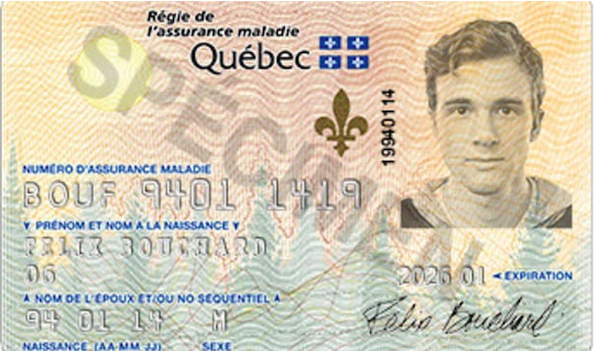 Régie de
l'assurance maladie
Québec
SPECIMEN
19940114
NUMÉRO D'ASSURANCE MALADIE
BOUF 9401 1419
PRÉNOM ET NOM À LA NAISSANCE
FELIX BOUCHARD
06
2026 01 EXPIRATION
NOM DE L'ÉPOUX ET/OU NO SÉQUENTIEL
94 01 14 M
Félix Bouchard
NAISSANCE (AA-MM JJ) SEXE